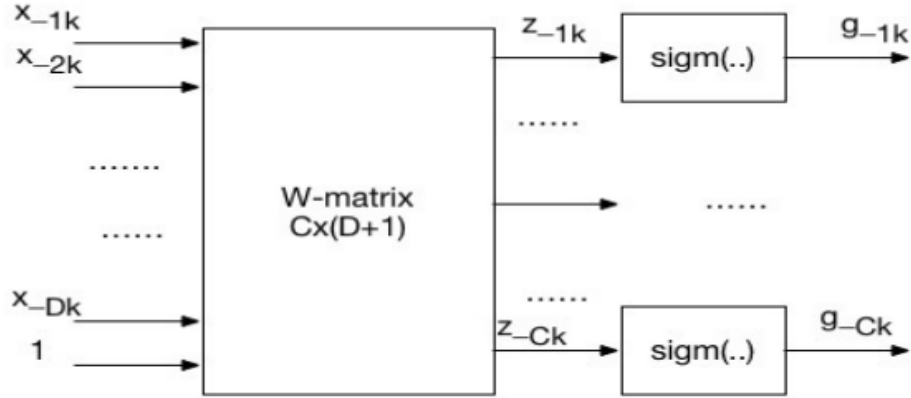 x_1k
x_2k
........
.......
x_Dk
1
W-matrix
Cx(D+1)
z_1k
.......
.......
z_Ck
sigm(..)
g_1k
.......
sigm(..)
g_Ck